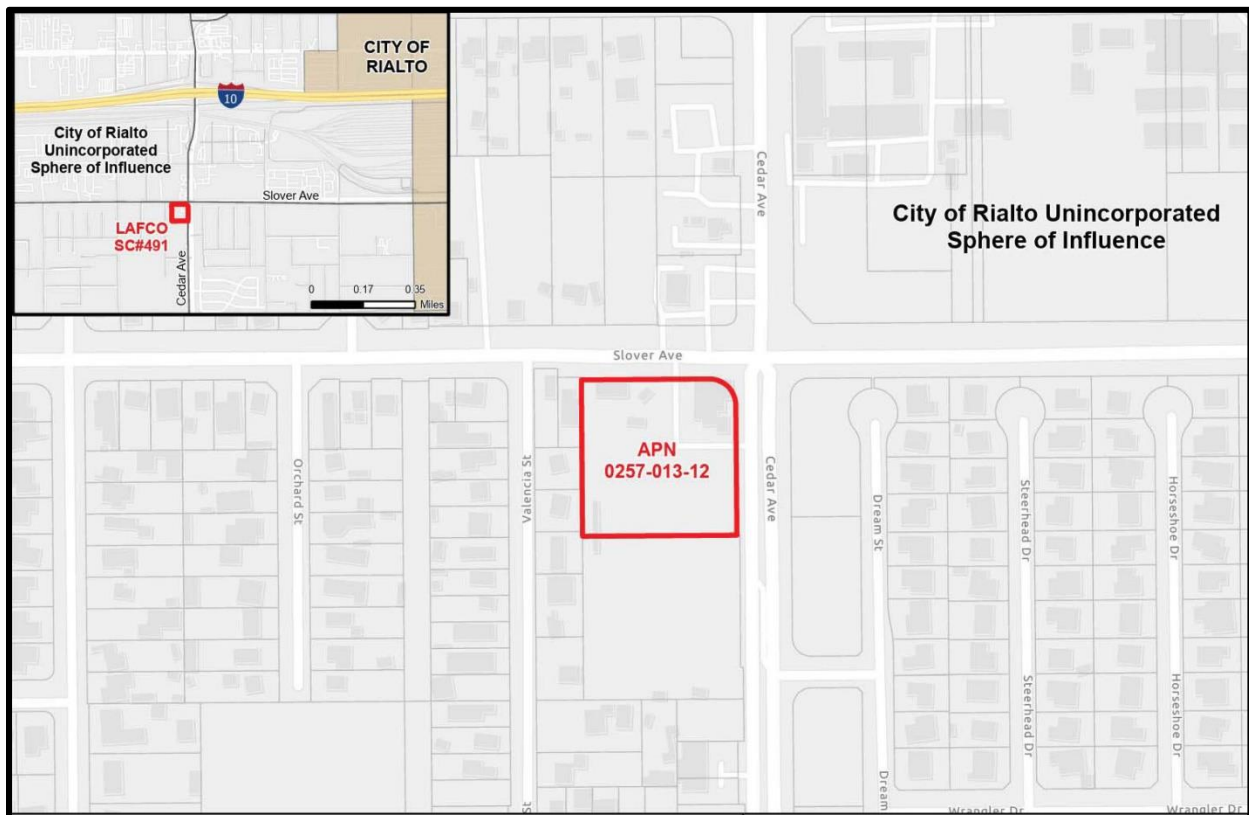 CITY OF
RIALTO
10
City of Rialto
Unincorporated
Sphere of Influence
Slover Ave
LAFCO
SC#491
Cedar Ave
0 0.17 0.35
Miles
Cedar Ave
City of Rialto Unincorporated
Sphere of Influence
Slover Ave
APN
0257-013-12
Orchard St
Valencia St
Cedar Ave
Dream St
Steerhead Dr
Horseshoe Dr
Steerhead Dr
Horseshoe Dr
St
Dream
Wrangler Dr
Wrangler Dr